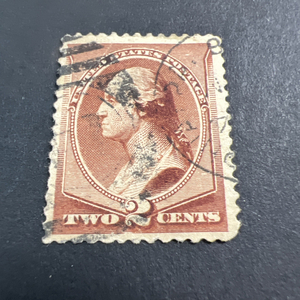 UNITED STATES POSTAGE
TWO 2 CENTS